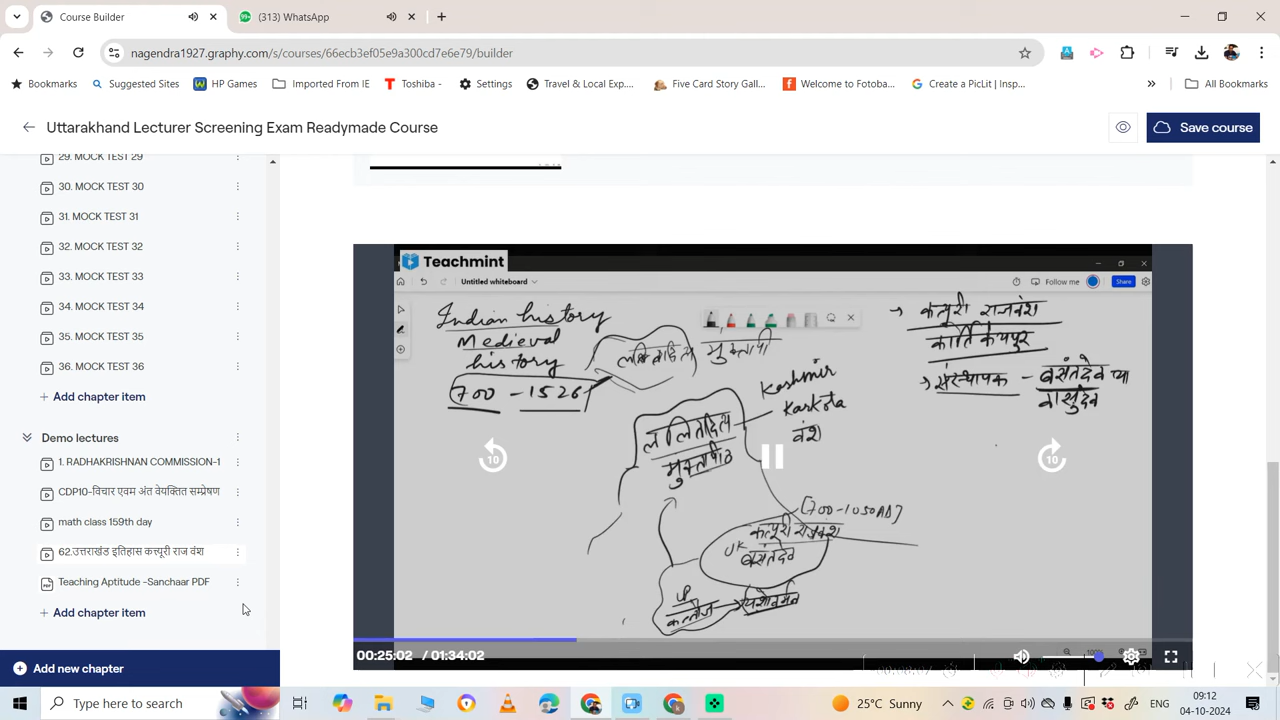 Course Builder
(313) WhatsApp
nagendra1927.graphy.com/s/courses/66ecb3ef05e9a300cd7e6e79/builder
Bookmarks
Suggested Sites
HP Games
Imported From IE
Toshiba -
Settings
Travel & Local Exp...
Five Card Story Gall...
Welcome to Fotoba...
Create a PicLit | Insp...
All Bookmarks
Uttarakhand Lecturer Screening Exam Readymade Course
Save course
29. MOCK TEST 29
30. MOCK TEST 30
31. MOCK TEST 31
32. MOCK TEST 32
33. MOCK TEST 33
34. MOCK TEST 34
35. MOCK TEST 35
36. MOCK TEST 36
+ Add chapter item
Demo lectures
1. RADHAKRISHNAN COMMISSION-1
CDP10-विचार एवम अंत वेयक्तित सम्प्रेषण
math class 159th day
62.उत्तराखंड इतिहास कत्त्यूरी राज वंश
Teaching Aptitude -Sanchaar PDF
+ Add chapter item
Add new chapter
Teachmint
Untitled whiteboard
Follow me
Share
Indian history
Medieval
history
700 - 1526
ललितादित्य
मुक्तापीठ
Kashmir
Karkota
वंश
[700-1050AD]
कत्यूरी राजवंश
UK
बसंतदेव
UP
कन्नौज
कत्यूरी राजवंश
कार्तिकेयपुर
संस्थापक - बसंतदेव या
वासुदेव
10
10
00:25:02 / 01:34:02
Type here to search
25°C Sunny
ENG
09:12
04-10-2024